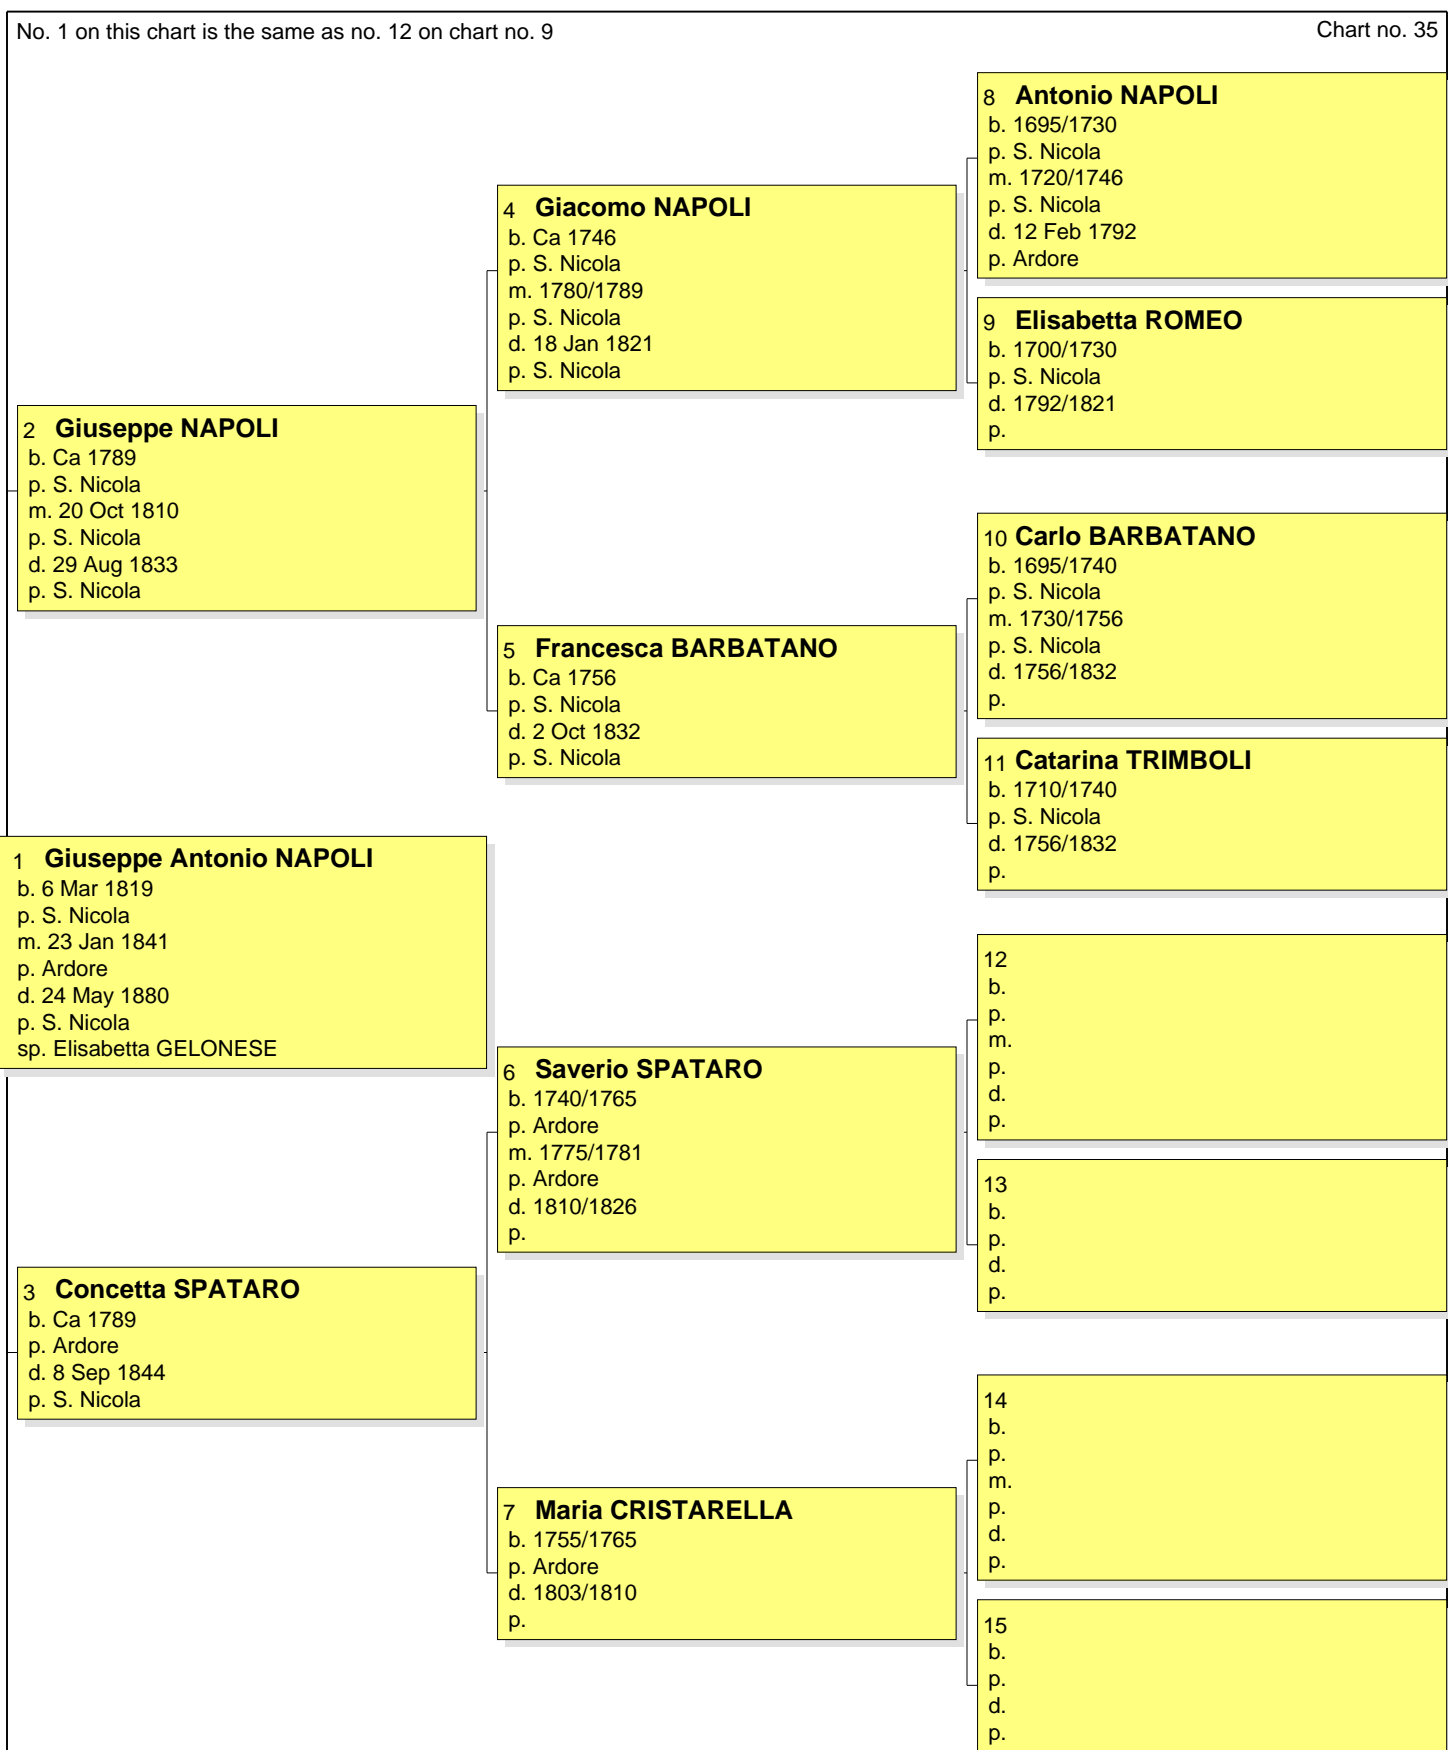 No. 1 on this chart is the same as no. 12 on chart no. 9
Chart no. 35
8 Antonio NAPOLI
b. 1695/1730
p. S. Nicola
m. 1720/1746
p. S. Nicola
d. 12 Feb 1792
p. Ardore
4 Giacomo NAPOLI
b. Ca 1746
p. S. Nicola
m. 1780/1789
p. S. Nicola
d. 18 Jan 1821
p. S. Nicola
9 Elisabetta ROMEO
b. 1700/1730
p. S. Nicola
d. 1792/1821
p.
2 Giuseppe NAPOLI
b. Ca 1789
p. S. Nicola
m. 20 Oct 1810
p. S. Nicola
d. 29 Aug 1833
p. S. Nicola
10 Carlo BARBATANO
b. 1695/1740
p. S. Nicola
m. 1730/1756
p. S. Nicola
d. 1756/1832
p.
5 Francesca BARBATANO
b. Ca 1756
p. S. Nicola
d. 2 Oct 1832
p. S. Nicola
11 Catarina TRIMBOLI
b. 1710/1740
p. S. Nicola
d. 1756/1832
p.
1 Giuseppe Antonio NAPOLI
b. 6 Mar 1819
p. S. Nicola
m. 23 Jan 1841
p. Ardore
d. 24 May 1880
p. S. Nicola
sp. Elisabetta GELONESE
12
b.
p.
m.
p.
d.
p.
6 Saverio SPATARO
b. 1740/1765
p. Ardore
m. 1775/1781
p. Ardore
d. 1810/1826
p.
13
b.
p.
d.
p.
3 Concetta SPATARO
b. Ca 1789
p. Ardore
d. 8 Sep 1844
p. S. Nicola
14
b.
p.
m.
p.
d.
p.
7 Maria CRISTARELLA
b. 1755/1765
p. Ardore
d. 1803/1810
p.
15
b.
p.
d.
p.